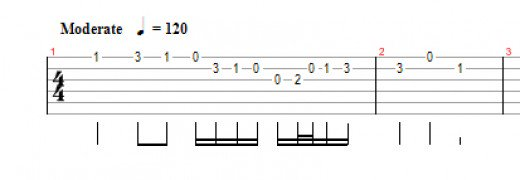 Moderate ♩ = 120
1 2 3
1 3 1 0 0
3 1 0 0 1 3 3 1
0 2
4
4